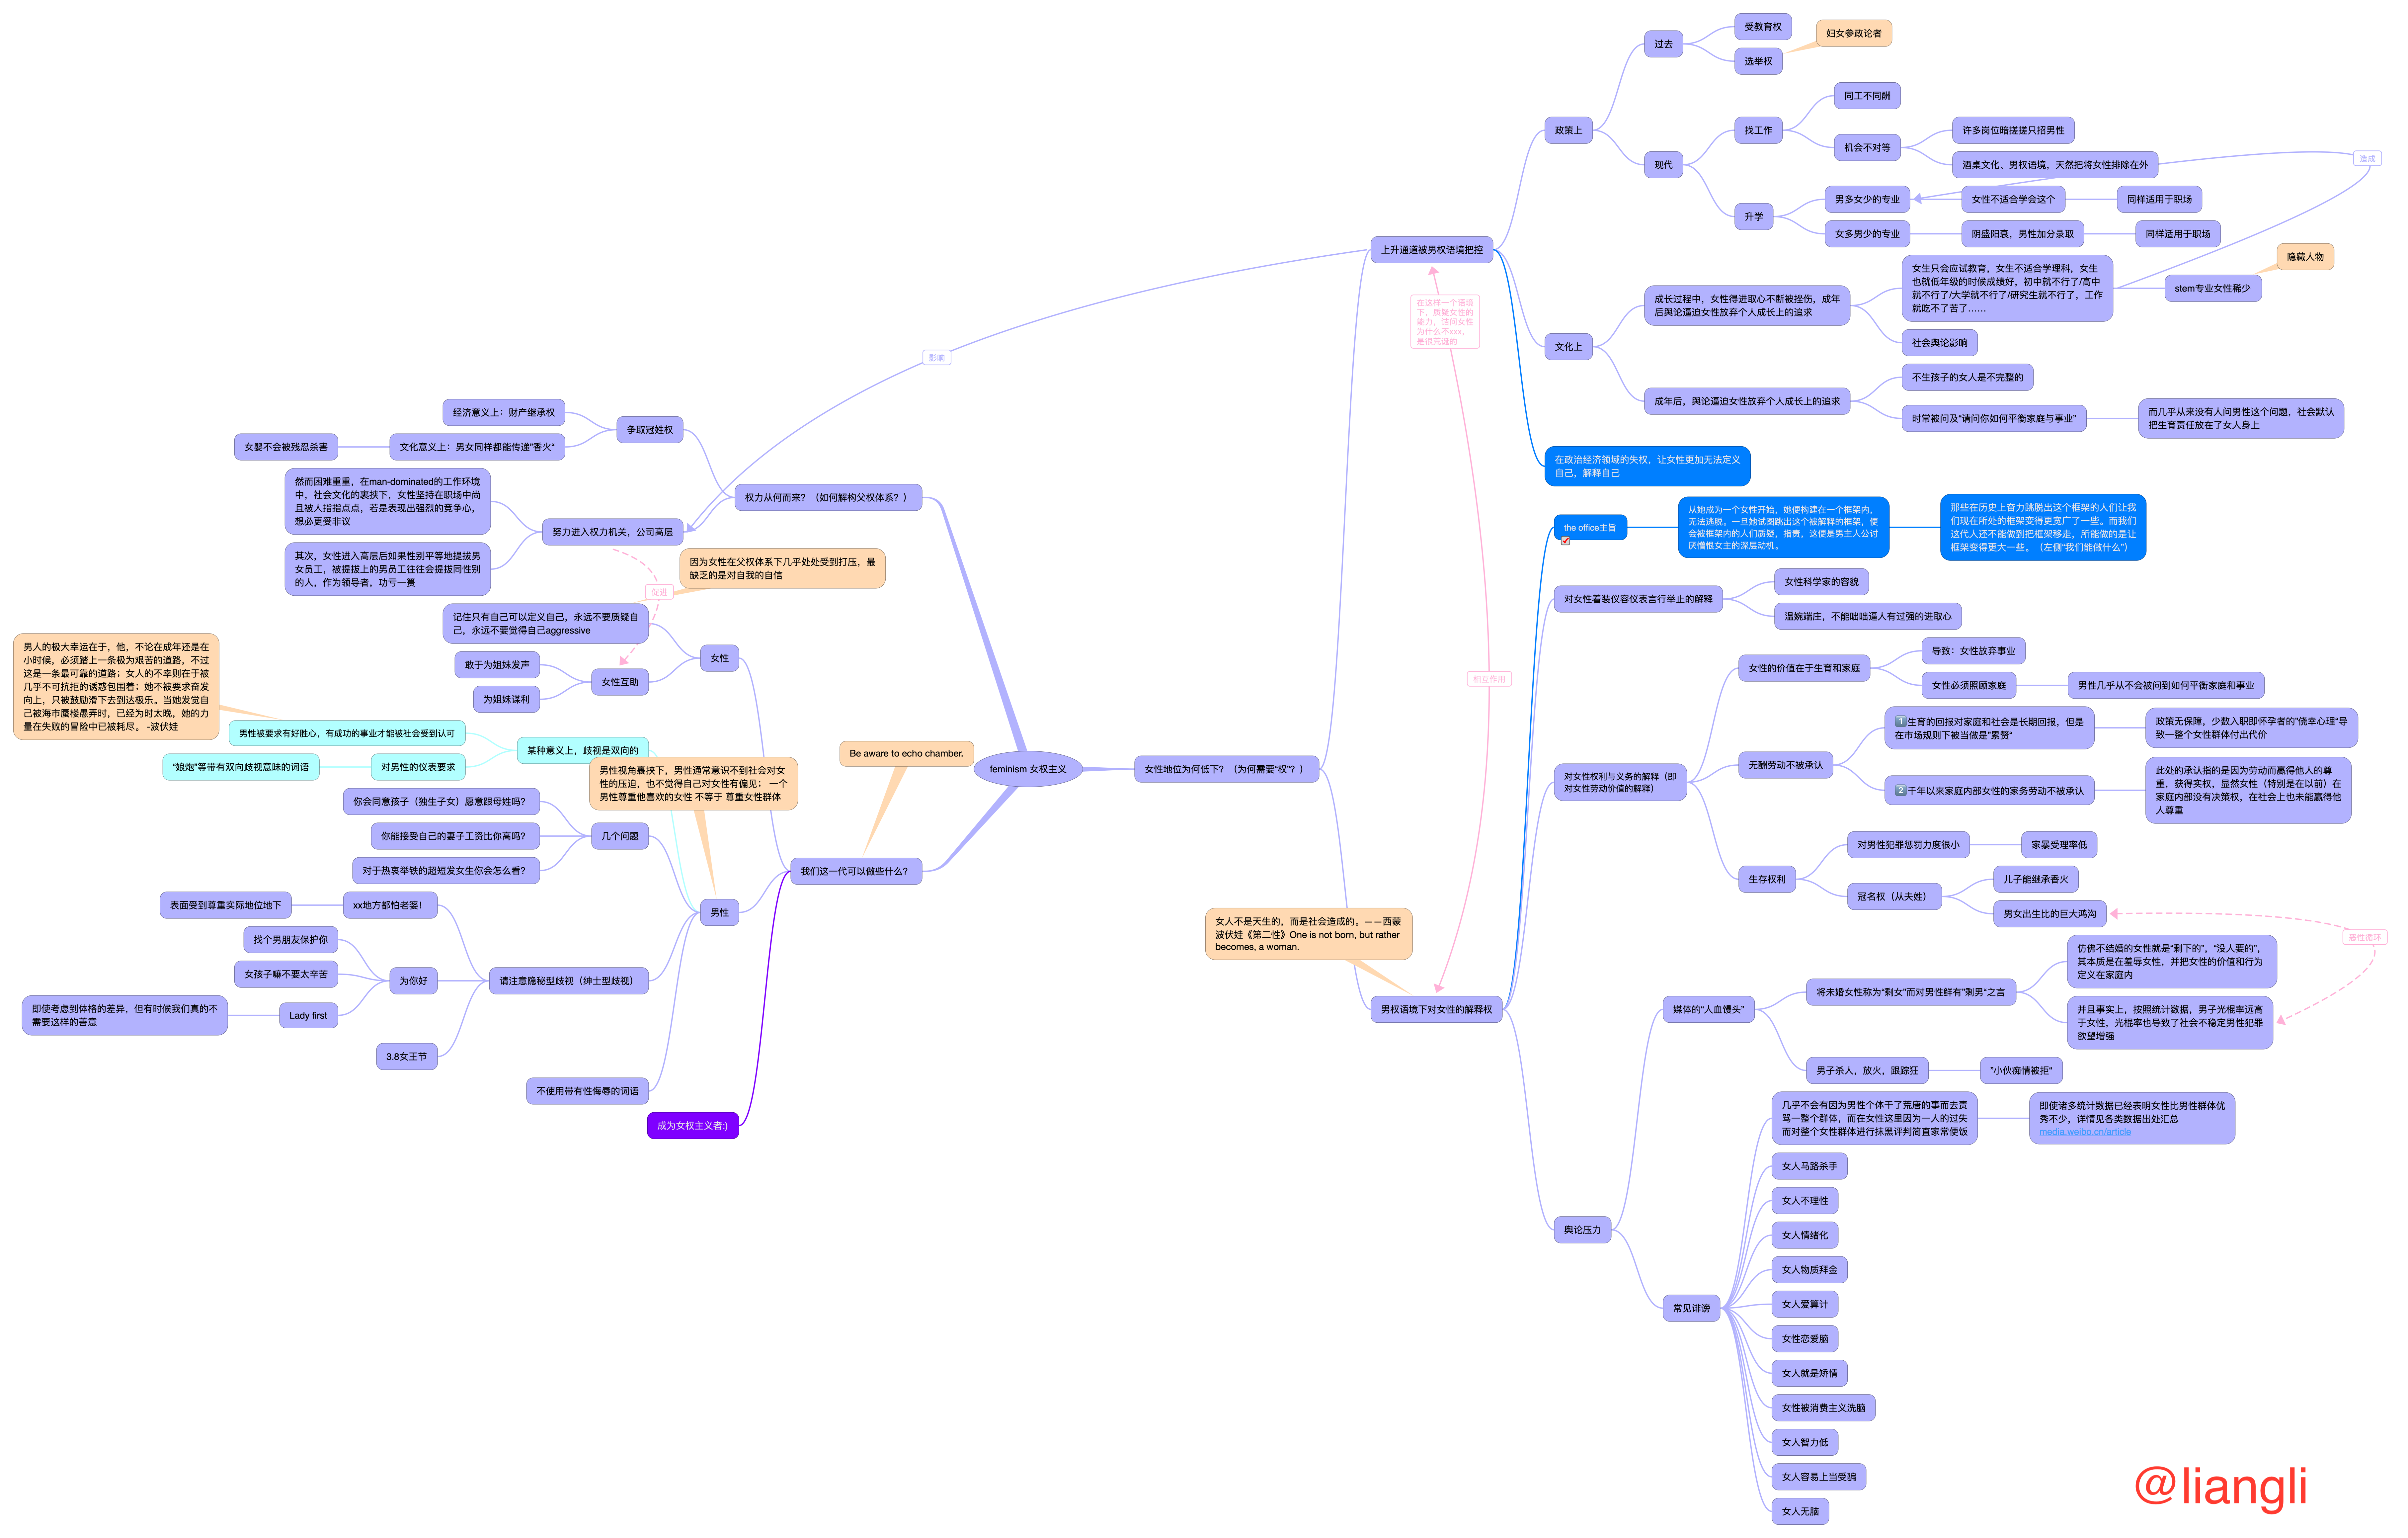 feminism 女权主义
女性地位为何低下？（为何需要“权”？）
上升通道被男权语境把控
政策上
过去
受教育权
选举权
妇女参政论者
现代
找工作
同工不同酬
机会不对等
许多岗位暗搓搓只招男性
酒桌文化、男权语境，天然把将女性排除在外
升学
男多女少的专业
女性不适合学会这个
同样适用于职场
女多男少的专业
阴盛阳衰，男性加分录取
同样适用于职场
造成
文化上
成长过程中，女性得进取心不断被挫伤，成年
后舆论逼迫女性放弃个人成长上的追求
女生只会应试教育，女生不适合学理科，女生
也就低年级的时候成绩好，初中就不行了/高中
就不行了/大学就不行了/研究生就不行了，工作
就吃不了苦了……
stem专业女性稀少
隐藏人物
社会舆论影响
成年后，舆论逼迫女性放弃个人成长上的追求
不生孩子的女人是不完整的
时常被问及“请问你如何平衡家庭与事业”
而几乎从来没有人问男性这个问题，社会默认
把生育责任放在了女人身上
在政治经济领域的失权，让女性更加无法定义
自己，解释自己
在这样一个语境
下，质疑女性的
能力，诘问女性
为什么不xxx，
是很荒诞的
相互作用
影响
男权语境下对女性的解释权
女人不是天生的，而是社会造成的。——西蒙
波伏娃《第二性》One is not born, but rather
becomes, a woman.
the office主旨
从她成为一个女性开始，她便构建在一个框架内，
无法逃脱。一旦她试图跳出这个被解释的框架，便
会被框架内的人们质疑，指责，这便是男主人公讨
厌憎恨女主的深层动机。
那些在历史上奋力跳脱出这个框架的人们让我
们现在所处的框架变得更宽广了一些。而我们
这代人还不能做到把框架移走，所能做的是让
框架变得更大一些。（左侧“我们能做什么”）
对女性着装仪容仪表言行举止的解释
女性科学家的容貌
温婉端庄，不能咄咄逼人有过强的进取心
对女性权利与义务的解释（即
对女性劳动价值的解释）
女性的价值在于生育和家庭
导致：女性放弃事业
女性必须照顾家庭
男性几乎从不会被问到如何平衡家庭和事业
无酬劳动不被承认
1️⃣生育的回报对家庭和社会是长期回报，但是
在市场规则下被当做是”累赘“
政策无保障，少数入职即怀孕者的”侥幸心理“导
致一整个女性群体付出代价
2️⃣千年以来家庭内部女性的家务劳动不被承认
此处的承认指的是因为劳动而赢得他人的尊
重，获得实权，显然女性（特别是在以前）在
家庭内部没有决策权，在社会上也未能赢得他
人尊重
生存权利
对男性犯罪惩罚力度很小
家暴受理率低
冠名权（从夫姓）
儿子能继承香火
男女出生比的巨大鸿沟
恶性循环
舆论压力
媒体的“人血馒头”
将未婚女性称为“剩女”而对男性鲜有”剩男“之言
仿佛不结婚的女性就是“剩下的”，“没人要的”，
其本质是在羞辱女性，并把女性的价值和行为
定义在家庭内
并且事实上，按照统计数据，男子光棍率远高
于女性，光棍率也导致了社会不稳定男性犯罪
欲望增强
男子杀人，放火，跟踪狂
”小伙痴情被拒“
常见诽谤
几乎不会有因为男性个体干了荒唐的事而去责
骂一整个群体，而在女性这里因为一人的过失
而对整个女性群体进行抹黑评判简直家常便饭
即使诸多统计数据已经表明女性比男性群体优
秀不少，详情见各类数据出处汇总
media.weibo.cn/article
女人马路杀手
女人不理性
女人情绪化
女人物质拜金
女人爱算计
女性恋爱脑
女人就是矫情
女性被消费主义洗脑
女人智力低
女人容易上当受骗
女人无脑
权力从何而来？（如何解构父权体系？）
争取冠姓权
经济意义上：财产继承权
文化意义上：男女同样都能传递”香火“
女婴不会被残忍杀害
努力进入权力机关，公司高层
然而困难重重，在man-dominated的工作环境
中，社会文化的裹挟下，女性坚持在职场中尚
且被人指指点点，若是表现出强烈的竞争心，
想必更受非议
其次，女性进入高层后如果性别平等地提拔男
女员工，被提拔上的男员工往往会提拔同性别
的人，作为领导者，功亏一篑
促进
我们这一代可以做些什么？
Be aware to echo chamber.
女性
因为女性在父权体系下几乎处处受到打压，最
缺乏的是对自我的自信
记住只有自己可以定义自己，永远不要质疑自
己，永远不要觉得自己aggressive
女性互助
敢于为姐妹发声
为姐妹谋利
男性
男性视角裹挟下，男性通常意识不到社会对女
性的压迫，也不觉得自己对女性有偏见； 一个
男性尊重他喜欢的女性 不等于 尊重女性群体
某种意义上，歧视是双向的
男性被要求有好胜心，有成功的事业才能被社会受到认可
男人的极大幸运在于，他，不论在成年还是在
小时候，必须踏上一条极为艰苦的道路，不过
这是一条最可靠的道路；女人的不幸则在于被
几乎不可抗拒的诱惑包围着；她不被要求奋发
向上，只被鼓励滑下去到达极乐。当她发觉自
己被海市蜃楼愚弄时，已经为时太晚，她的力
量在失败的冒险中已被耗尽。 -波伏娃
对男性的仪表要求
“娘炮”等带有双向歧视意味的词语
几个问题
你会同意孩子（独生子女）愿意跟母姓吗？
你能接受自己的妻子工资比你高吗？
对于热衷举铁的超短发女生你会怎么看？
请注意隐秘型歧视（绅士型歧视）
xx地方都怕老婆！
表面受到尊重实际地位地下
为你好
找个男朋友保护你
女孩子嘛不要太辛苦
Lady first
即使考虑到体格的差异，但有时候我们真的不
需要这样的善意
3.8女王节
不使用带有性侮辱的词语
成为女权主义者:)
@liangli